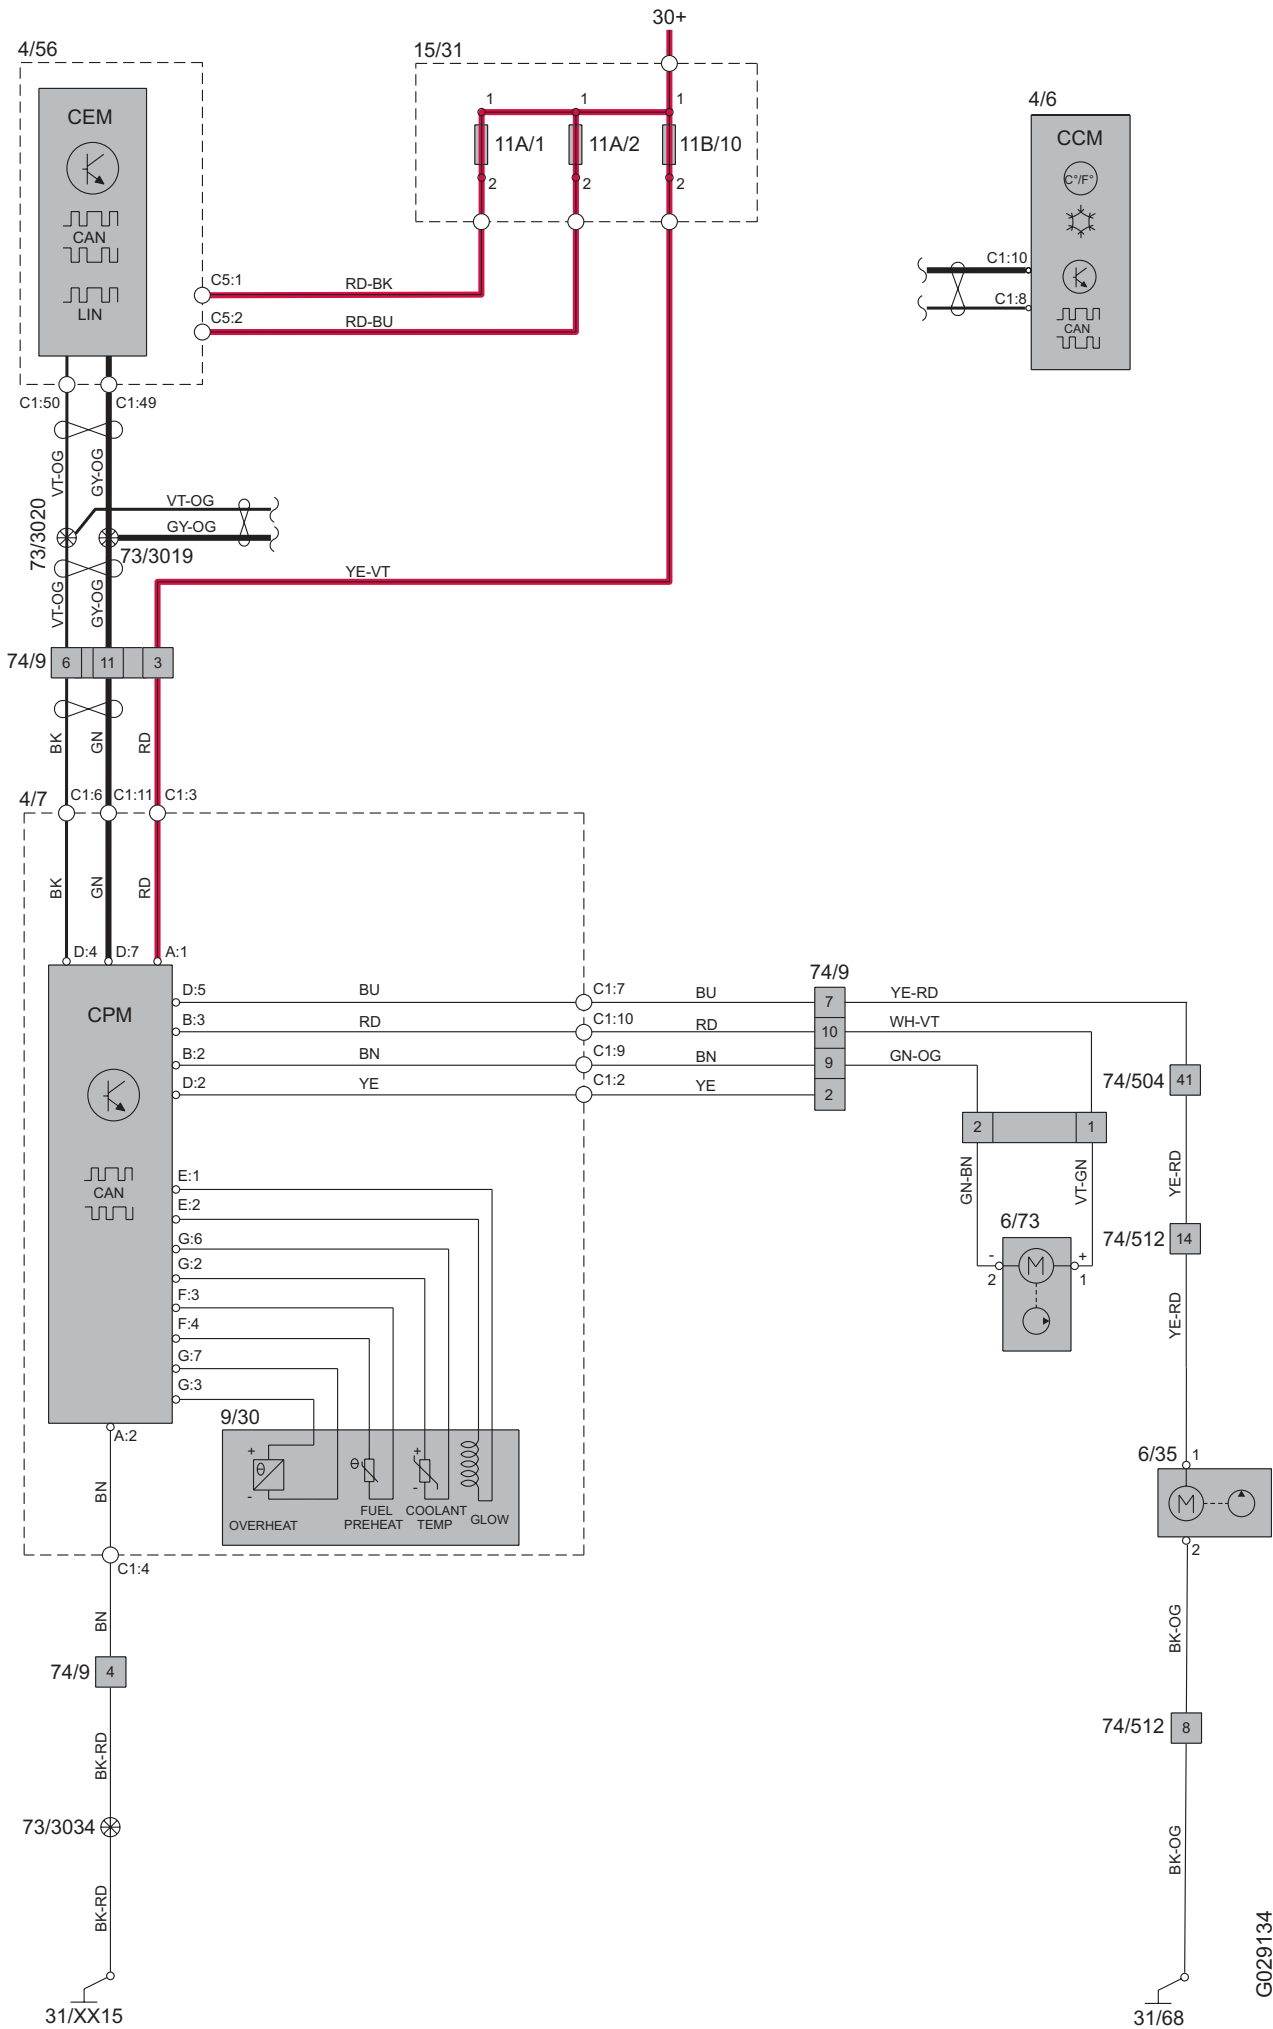 30+
4/56
15/31
4/6
CEM
CAN
LIN
1
1
1
11A/1
11A/2
11B/10
2
2
2
CCM
C°/F°
CAN
C1:10
C1:8
C5:1
RD-BK
C5:2
RD-BU
C1:50
C1:49
VT-OG
GY-OG
73/3020
VT-OG
GY-OG
73/3019
YE-VT
VT-OG
GY-OG
74/9
6
11
3
BK
GN
RD
4/7
C1:6
C1:11
C1:3
BK
GN
RD
D:4
D:7
A:1
CPM
CAN
D:5
BU
C1:7
BU
74/9
7
YE-RD
B:3
RD
C1:10
RD
10
WH-VT
B:2
BN
C1:9
BN
9
GN-OG
D:2
YE
C1:2
YE
2
74/504
41
2
1
GN-BN
VT-GN
YE-RD
E:1
E:2
G:6
G:2
F:3
F:4
G:7
G:3
6/73
-
+
2
1
M
74/512
14
YE-RD
9/30
A:2
+
θ
-
θ
+
-
OVERHEAT
FUEL
PREHEAT
COOLANT
TEMP
GLOW
BN
C1:4
6/35
1
M
2
BN
74/9
4
BK-RD
BK-OG
74/512
8
73/3034
BK-RD
BK-OG
31/XX15
31/68
G029134